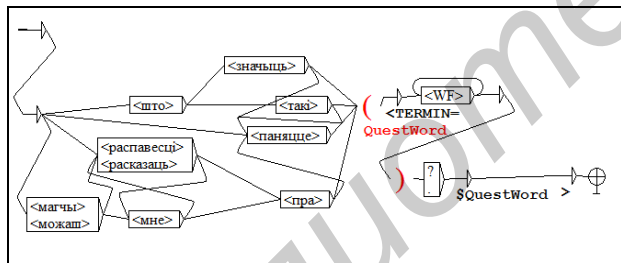 <значыць>
<што>
<такі>
<паняцце>
<распавесці>
<расказаць>
<магчы>
<можаш>
<мне>
<пра>
(
<WF>
<TERMIN=
QuestWord
)
?
.
$QuestWord >